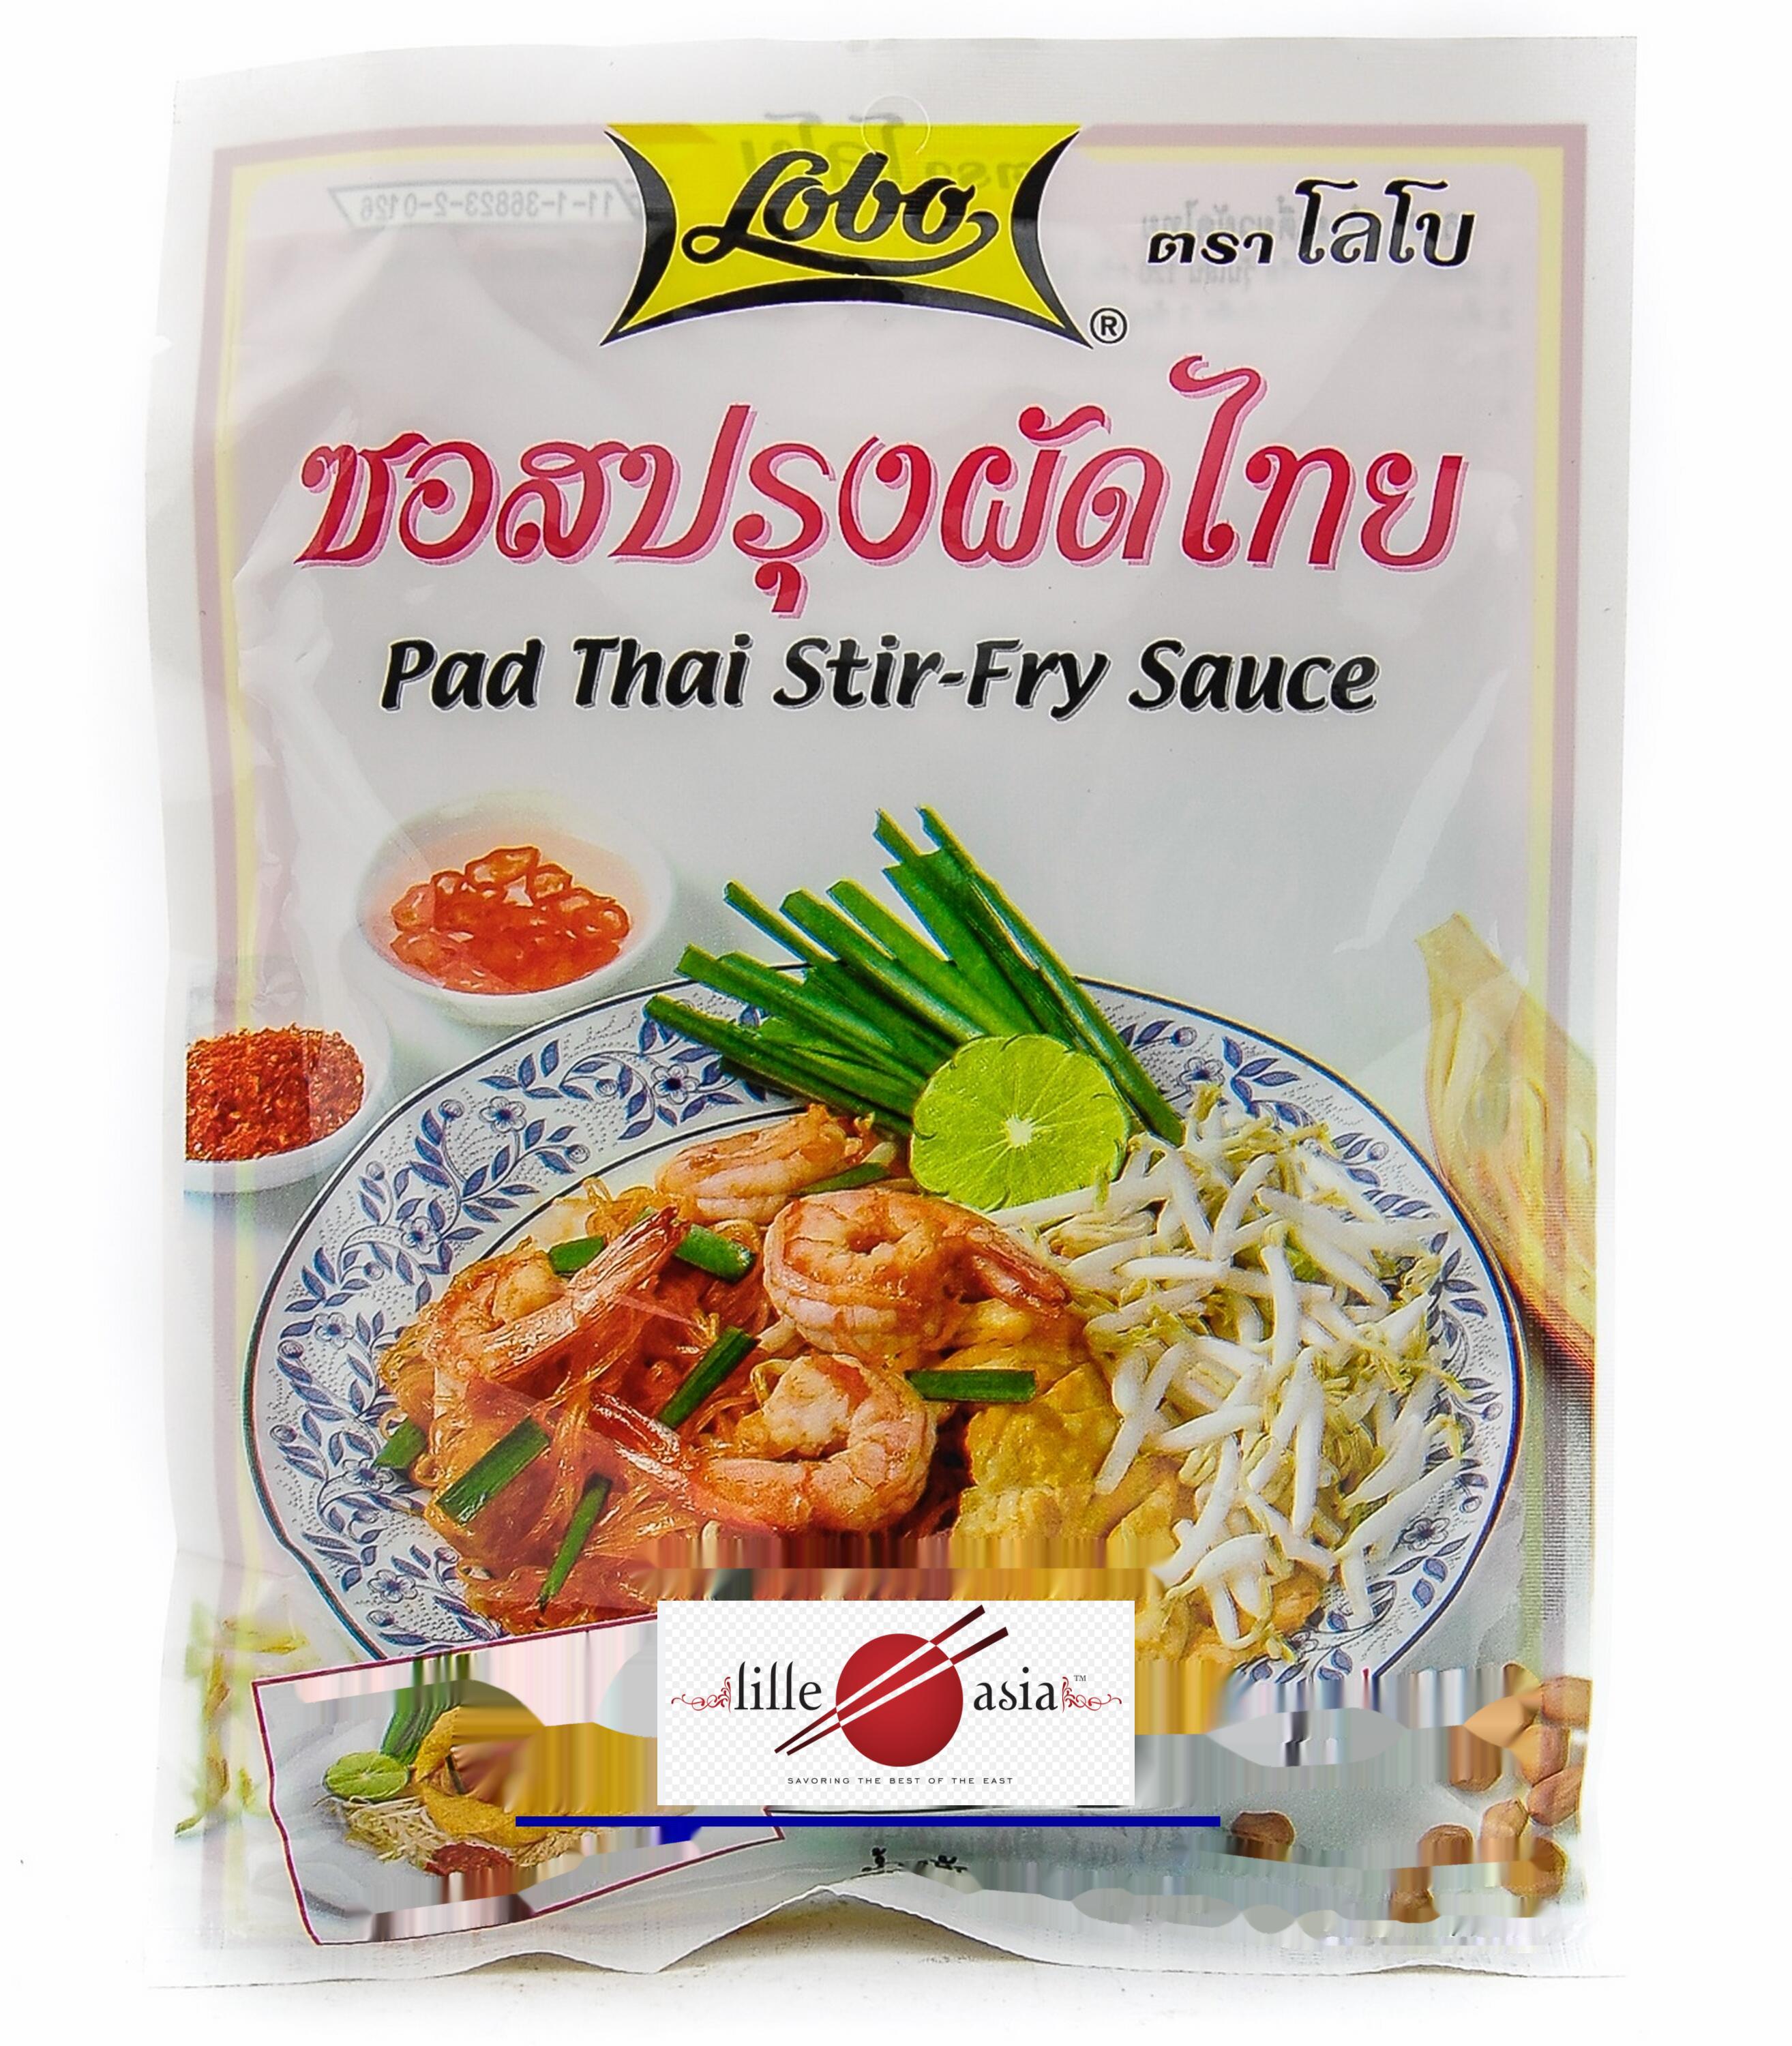 Lobo
®
ตราโลโบ
ซอสปรุงผัดไทย
Pad Thai Stir-Fry Sauce
lille asia™
SAVORING THE BEST OF THE EAST